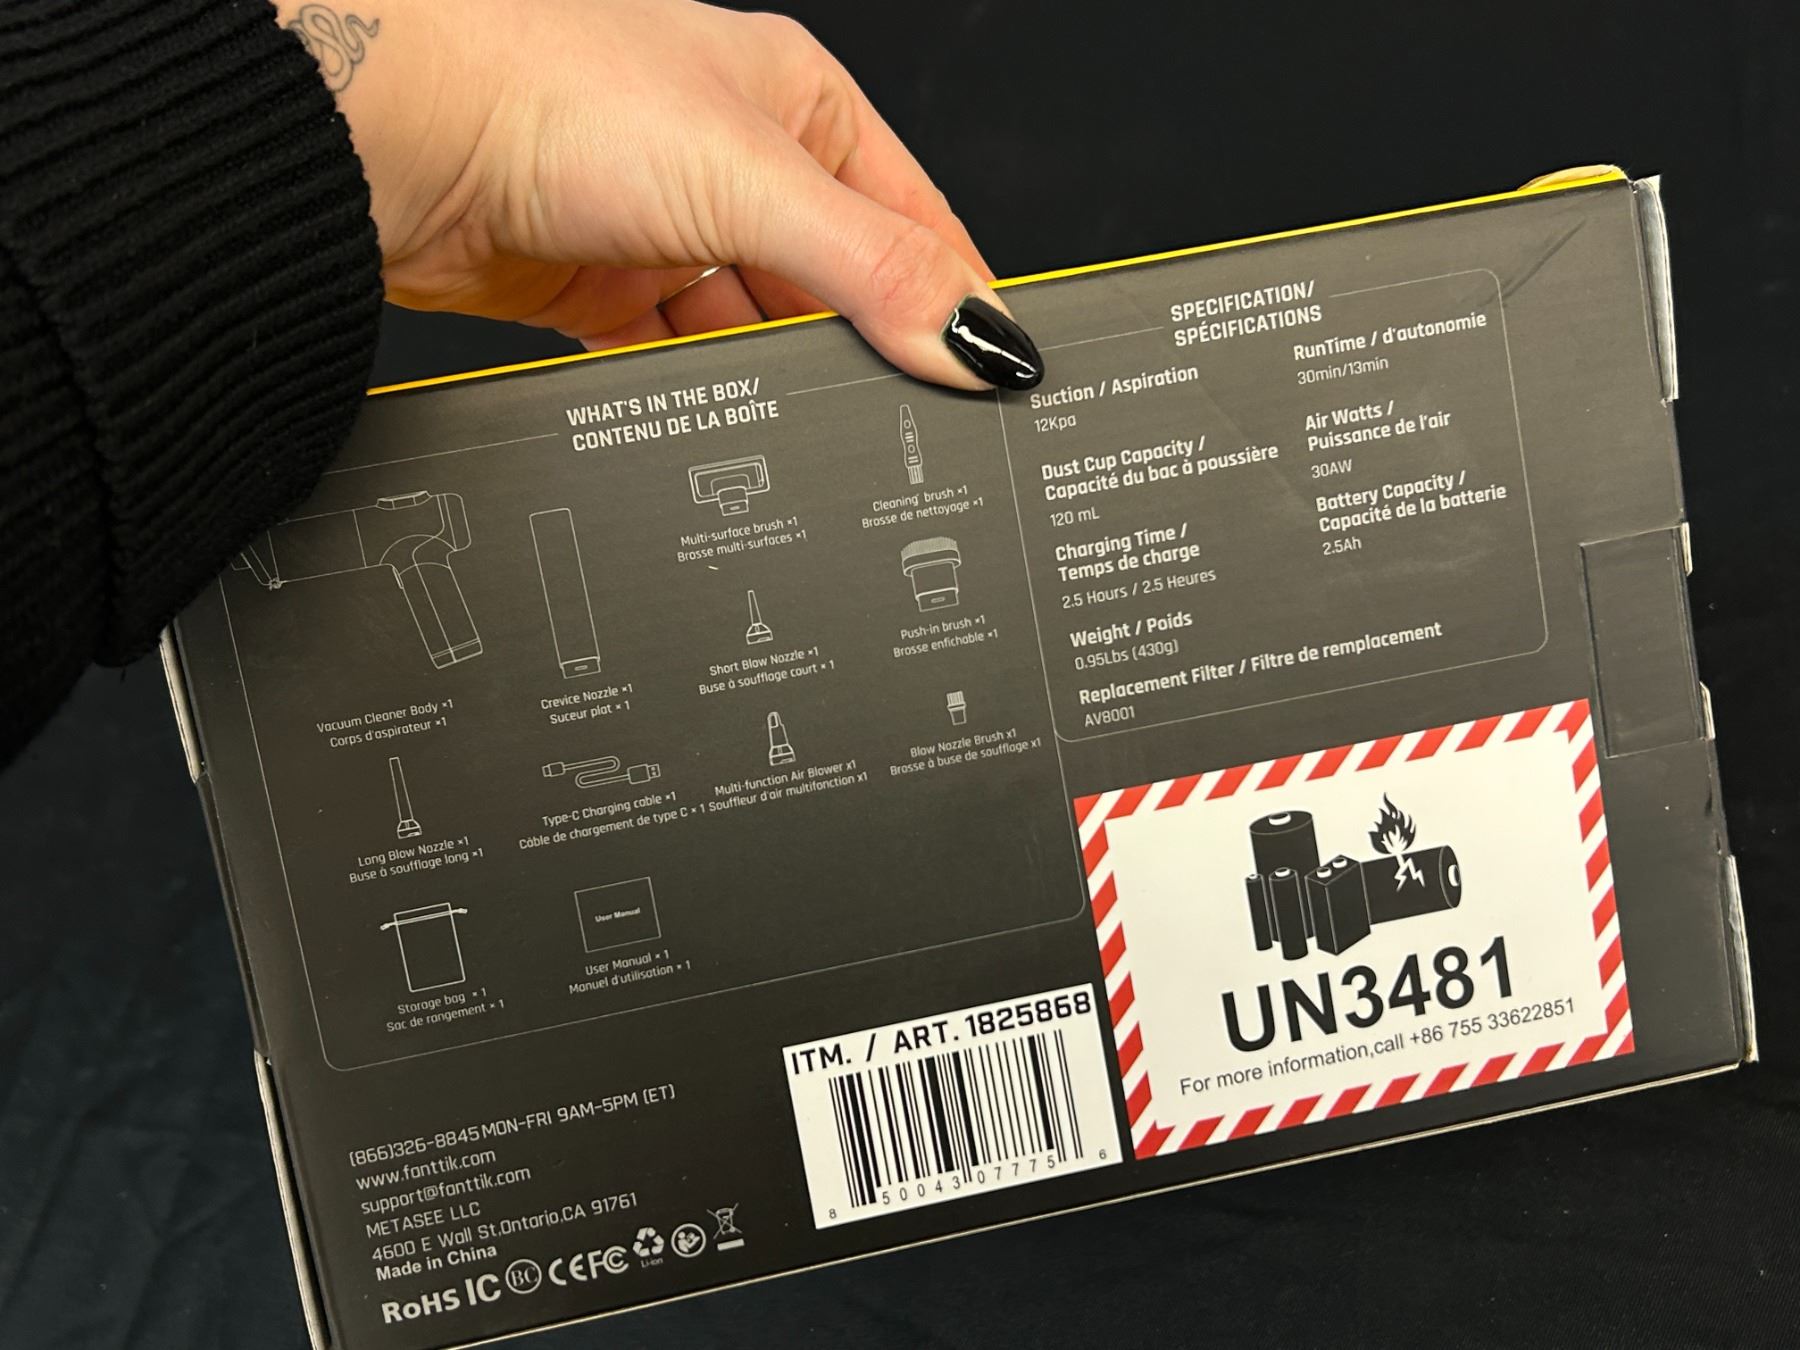 WHAT'S IN THE BOX/
CONTENU DE LA BOÎTE
Vacuum Cleaner Body ×1
Corps d'aspirateur ×1
Crevice Nozzle ×1
Suceur plat × 1
Multi-surface brush ×1
Brosse multi-surfaces ×1
Cleaning brush ×1
Brosse de nettoyage ×1
Short Blow Nozzle ×1
Buse à soufflage court × 1
Push-in brush ×1
Brosse enfichable ×1
Long Blow Nozzle ×1
Buse à soufflage long ×1
Type-C Charging cable ×1
Câble de chargement de type C × 1
Multi-function Air Blower x1
Souffleur d'air multifonction x1
Blow Nozzle Brush x1
Brosse à buse de soufflage x1
Storage bag × 1
Sac de rangement × 1
User Manual
User Manual × 1
Manuel d'utilisation × 1
SPECIFICATION/
SPÉCIFICATIONS
Suction / Aspiration
12Kpa
RunTime / d'autonomie
30min/13min
Dust Cup Capacity /
Capacité du bac à poussière
120 mL
Air Watts /
Puissance de l'air
30AW
Charging Time /
Temps de charge
2.5 Hours / 2.5 Heures
Battery Capacity /
Capacité de la batterie
2.5Ah
Weight / Poids
0.95Lbs (430g)
Replacement Filter / Filtre de remplacement
AV8001
UN3481
For more information,call +86 755 33622851
ITM. / ART. 1825868
8 50043 07775 6
(866)326-8845 MON-FRI 9AM-5PM (ET)
www.fanttik.com
support@fanttik.com
METASEE LLC
4600 E Wall St,Ontario,CA 91761
Made in China
RoHS IC BC CE FC
Li-ion